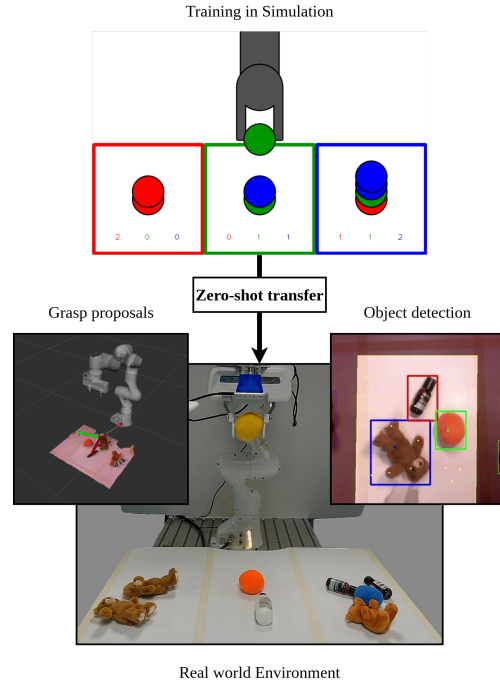 Training in Simulation
2 0 0
0 1 1
1 1 2
Zero-shot transfer
Grasp proposals
Object detection
Real world Environment